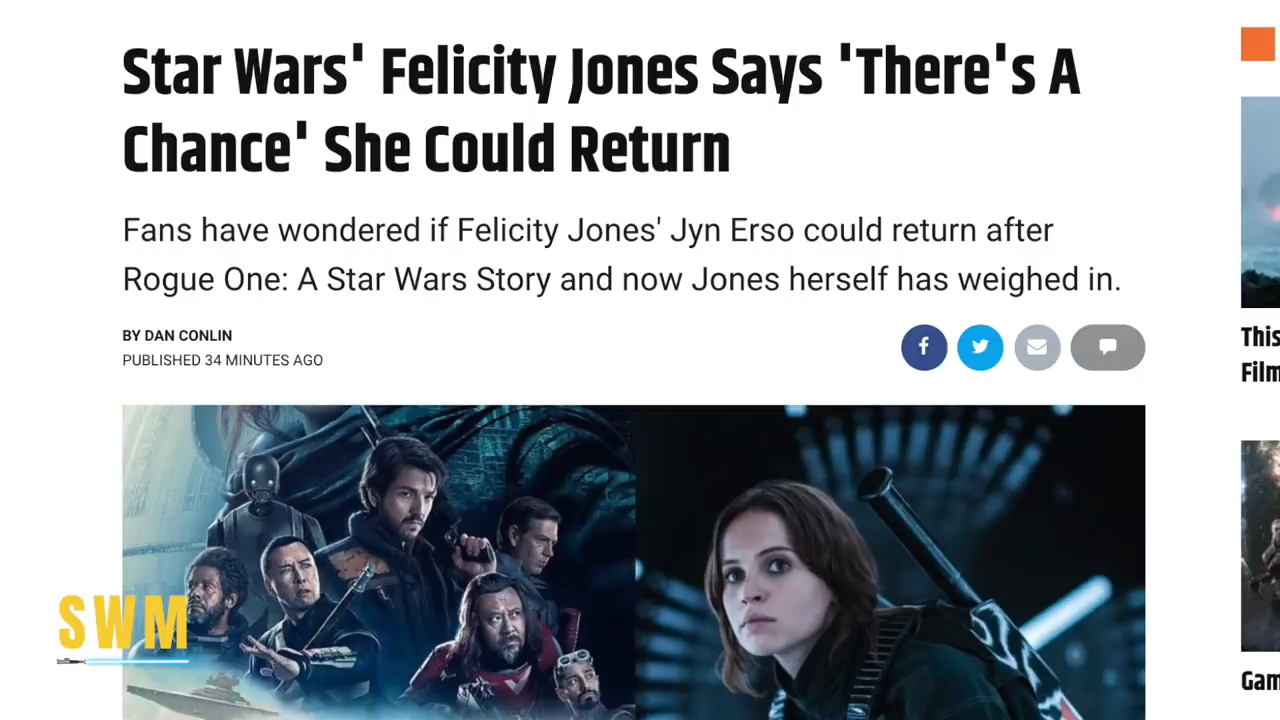 Star Wars' Felicity Jones Says 'There's A
Chance' She Could Return
Fans have wondered if Felicity Jones' Jyn Erso could return after
Rogue One: A Star Wars Story and now Jones herself has weighed in.
BY DAN CONLIN
PUBLISHED 34 MINUTES AGO
This
Film
SWM
Gam